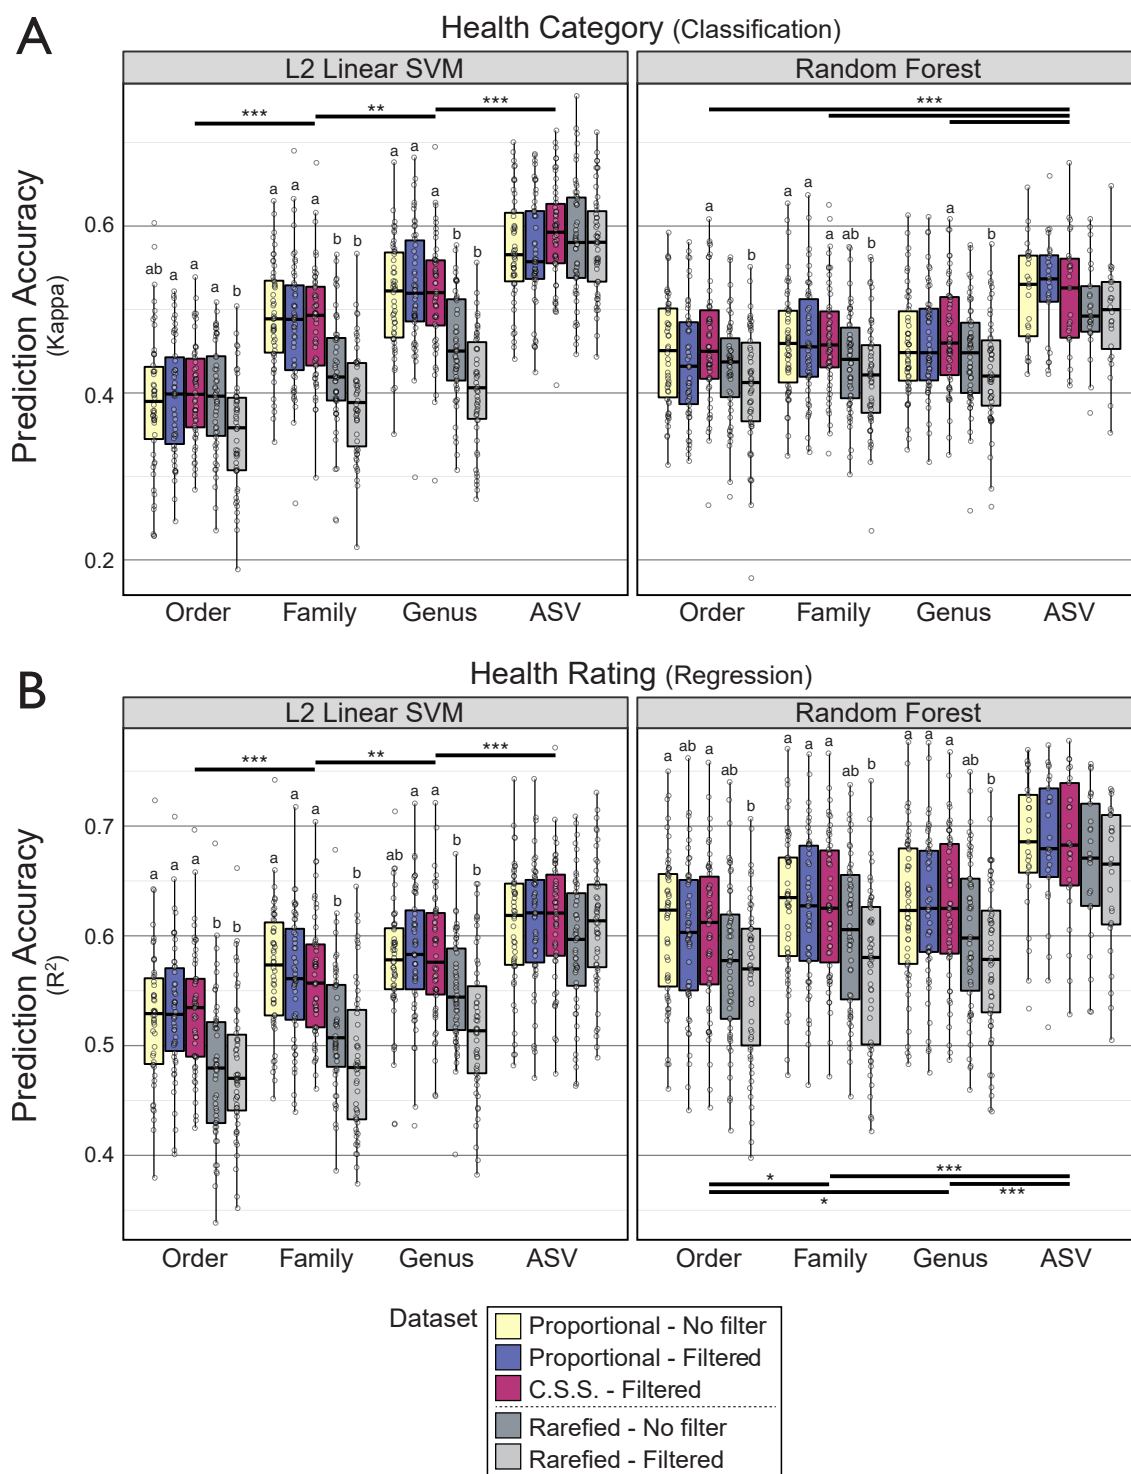 A
Health Category (Classification)
L2 Linear SVM
Random Forest
*** ** *** ***
a a a a a a a a a a
ab a a a b b b b b a b a a a b ab b a b
Prediction Accuracy
(Kappa)
0.6
0.4
0.2
Order Family Genus ASV
Order Family Genus ASV
B
Health Rating (Regression)
L2 Linear SVM
Random Forest
*** ** ***
a a a b b a a a b b ab a a b b
a ab a ab b a a a ab b a a a ab b
Prediction Accuracy
(R²)
0.7
0.6
0.5
0.4
* ***
* ***
Order Family Genus ASV
Order Family Genus ASV
Dataset
Proportional - No filter
Proportional - Filtered
C.S.S. - Filtered
Rarefied - No filter
Rarefied - Filtered